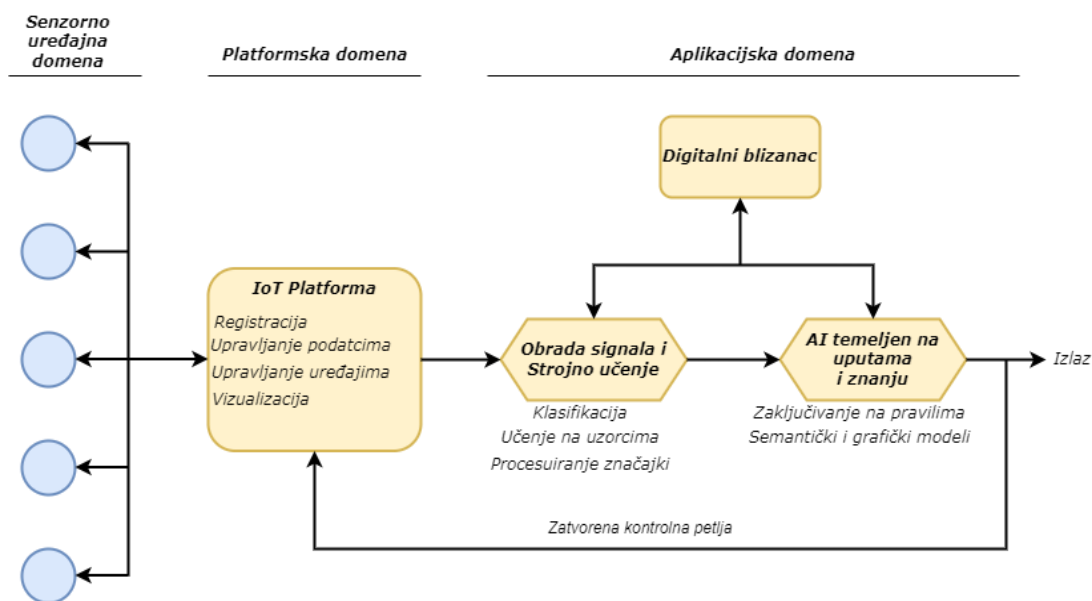 Senzorno
uređajna
domena
Platformska domena
Aplikacijska domena
Digitalni blizanac
IoT Platforma
Registracija
Upravljanje podatcima
Upravljanje uređajima
Vizualizacija
Obrada signala i
Strojno učenje
Klasifikacija
Učenje na uzorcima
Procesuiranje značajki
AI temeljen na
uputama
i znanju
Zaključivanje na pravilima
Semantički i grafički modeli
Izlaz
Zatvorena kontrolna petlja